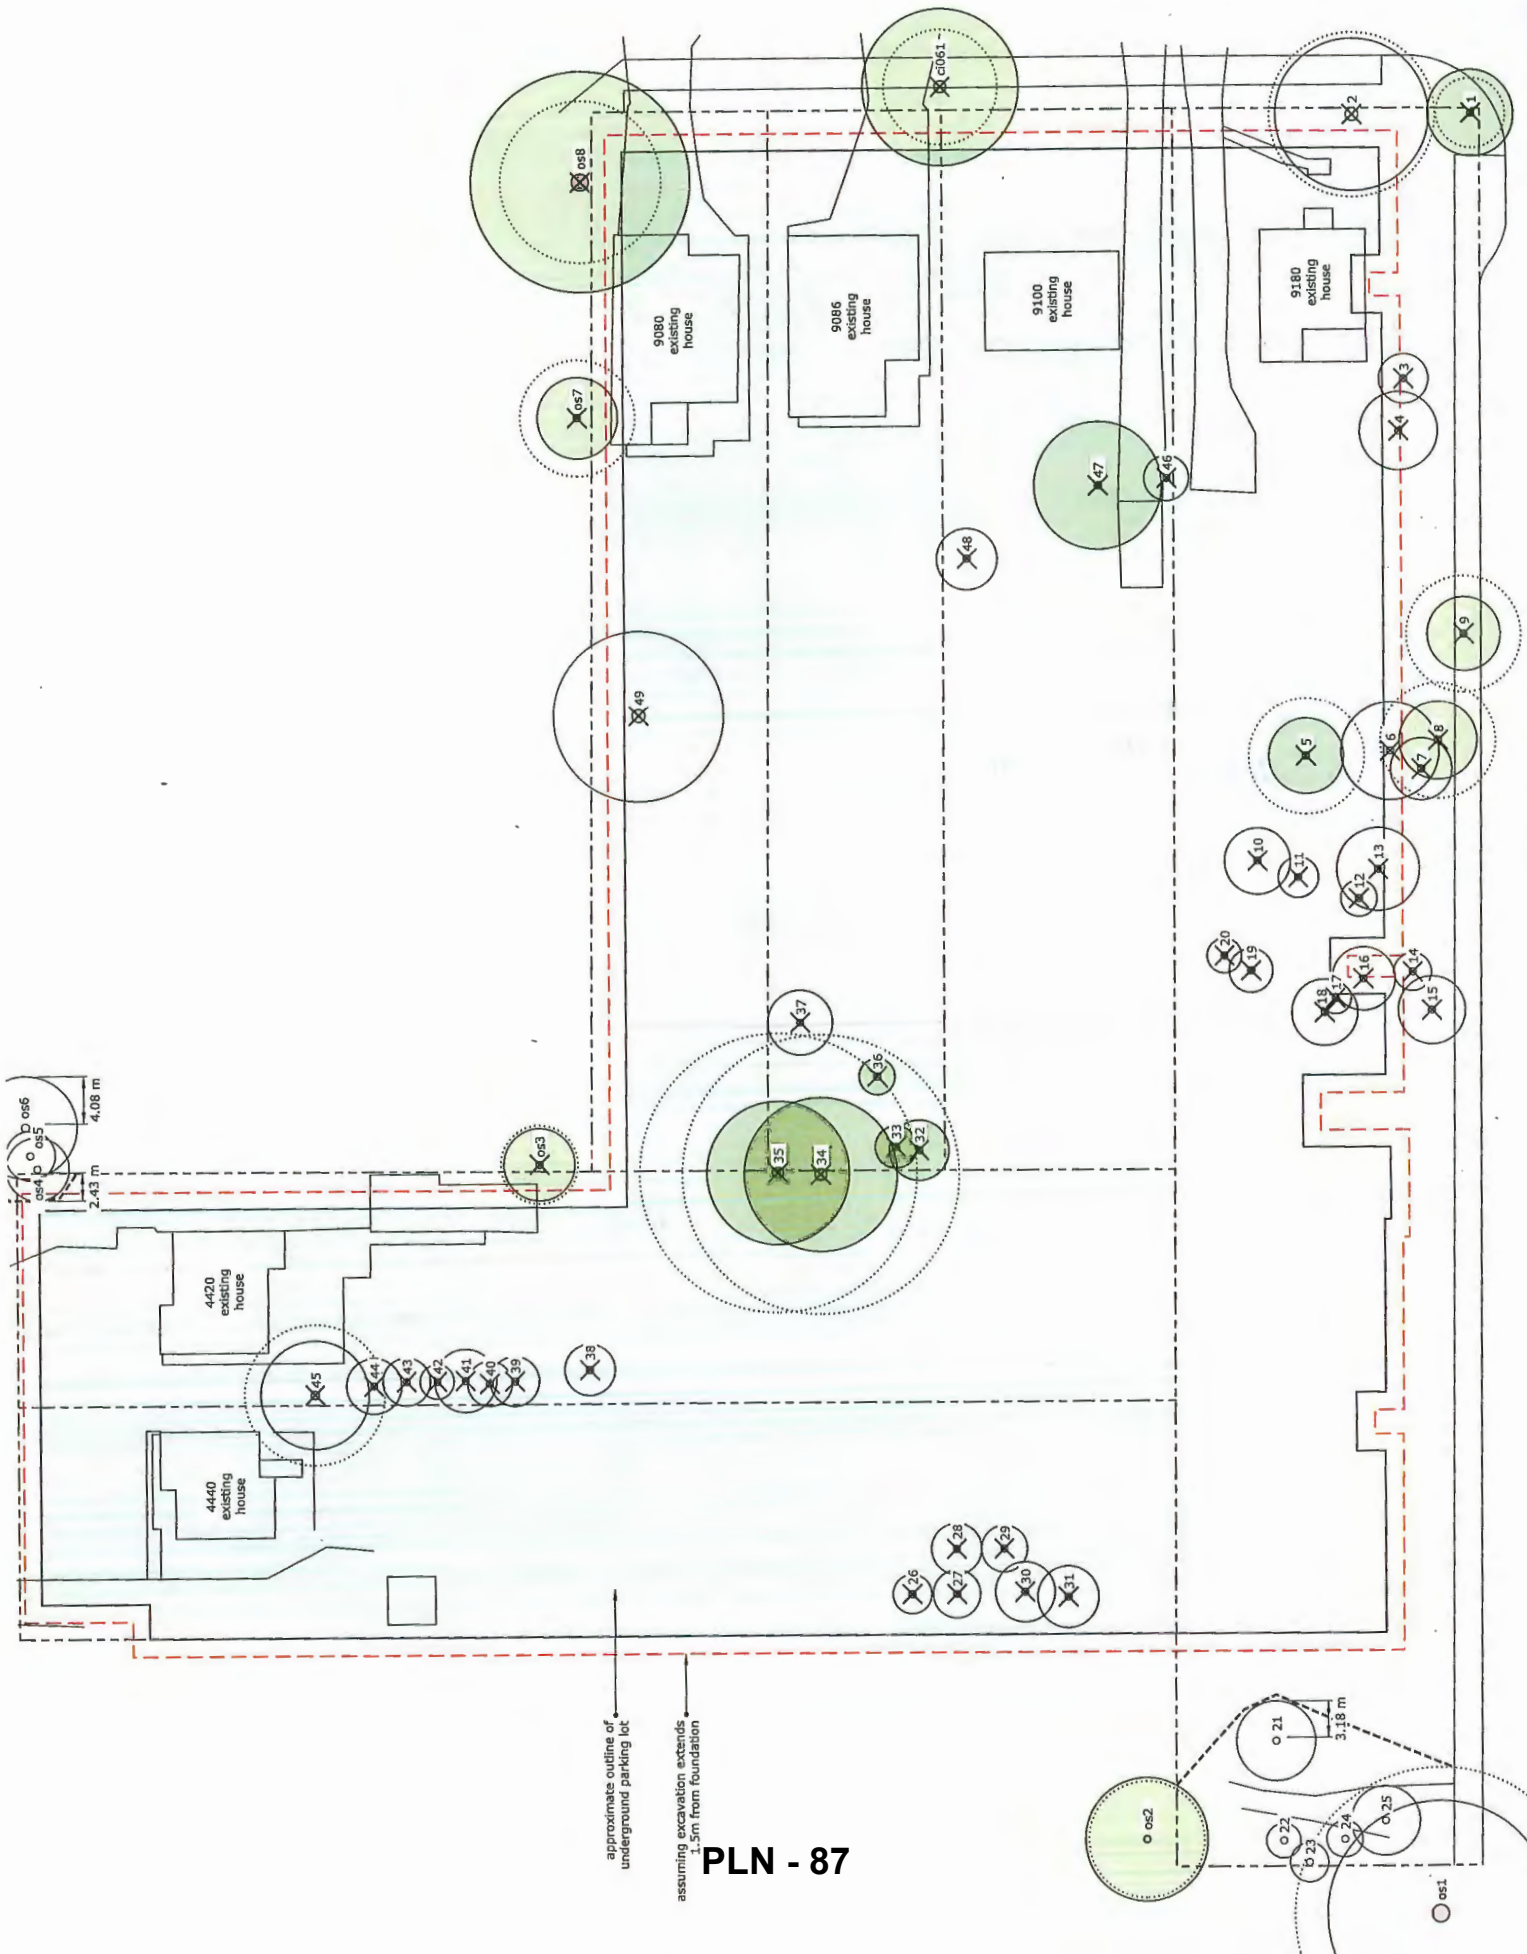 os8
ci061
2
1
9080
existing
house
9086
existing
house
9100
existing
house
9180
existing
house
os7
3
4
47
46
48
9
49
5
6
7
8
10
11
12
13
20
19
14
15
16
17
18
37
36
33
32
35
34
os6
os5
os4
4.08 m
2.43 m
os3
4420
existing
house
45
44
43
42
41
40
39
38
4440
existing
house
28
29
26
27
30
31
approximate outline of
underground parking lot
assuming excavation extends
1.5m from foundation
PLN - 87
21
3.18 m
os2
22
23
24
25
os1